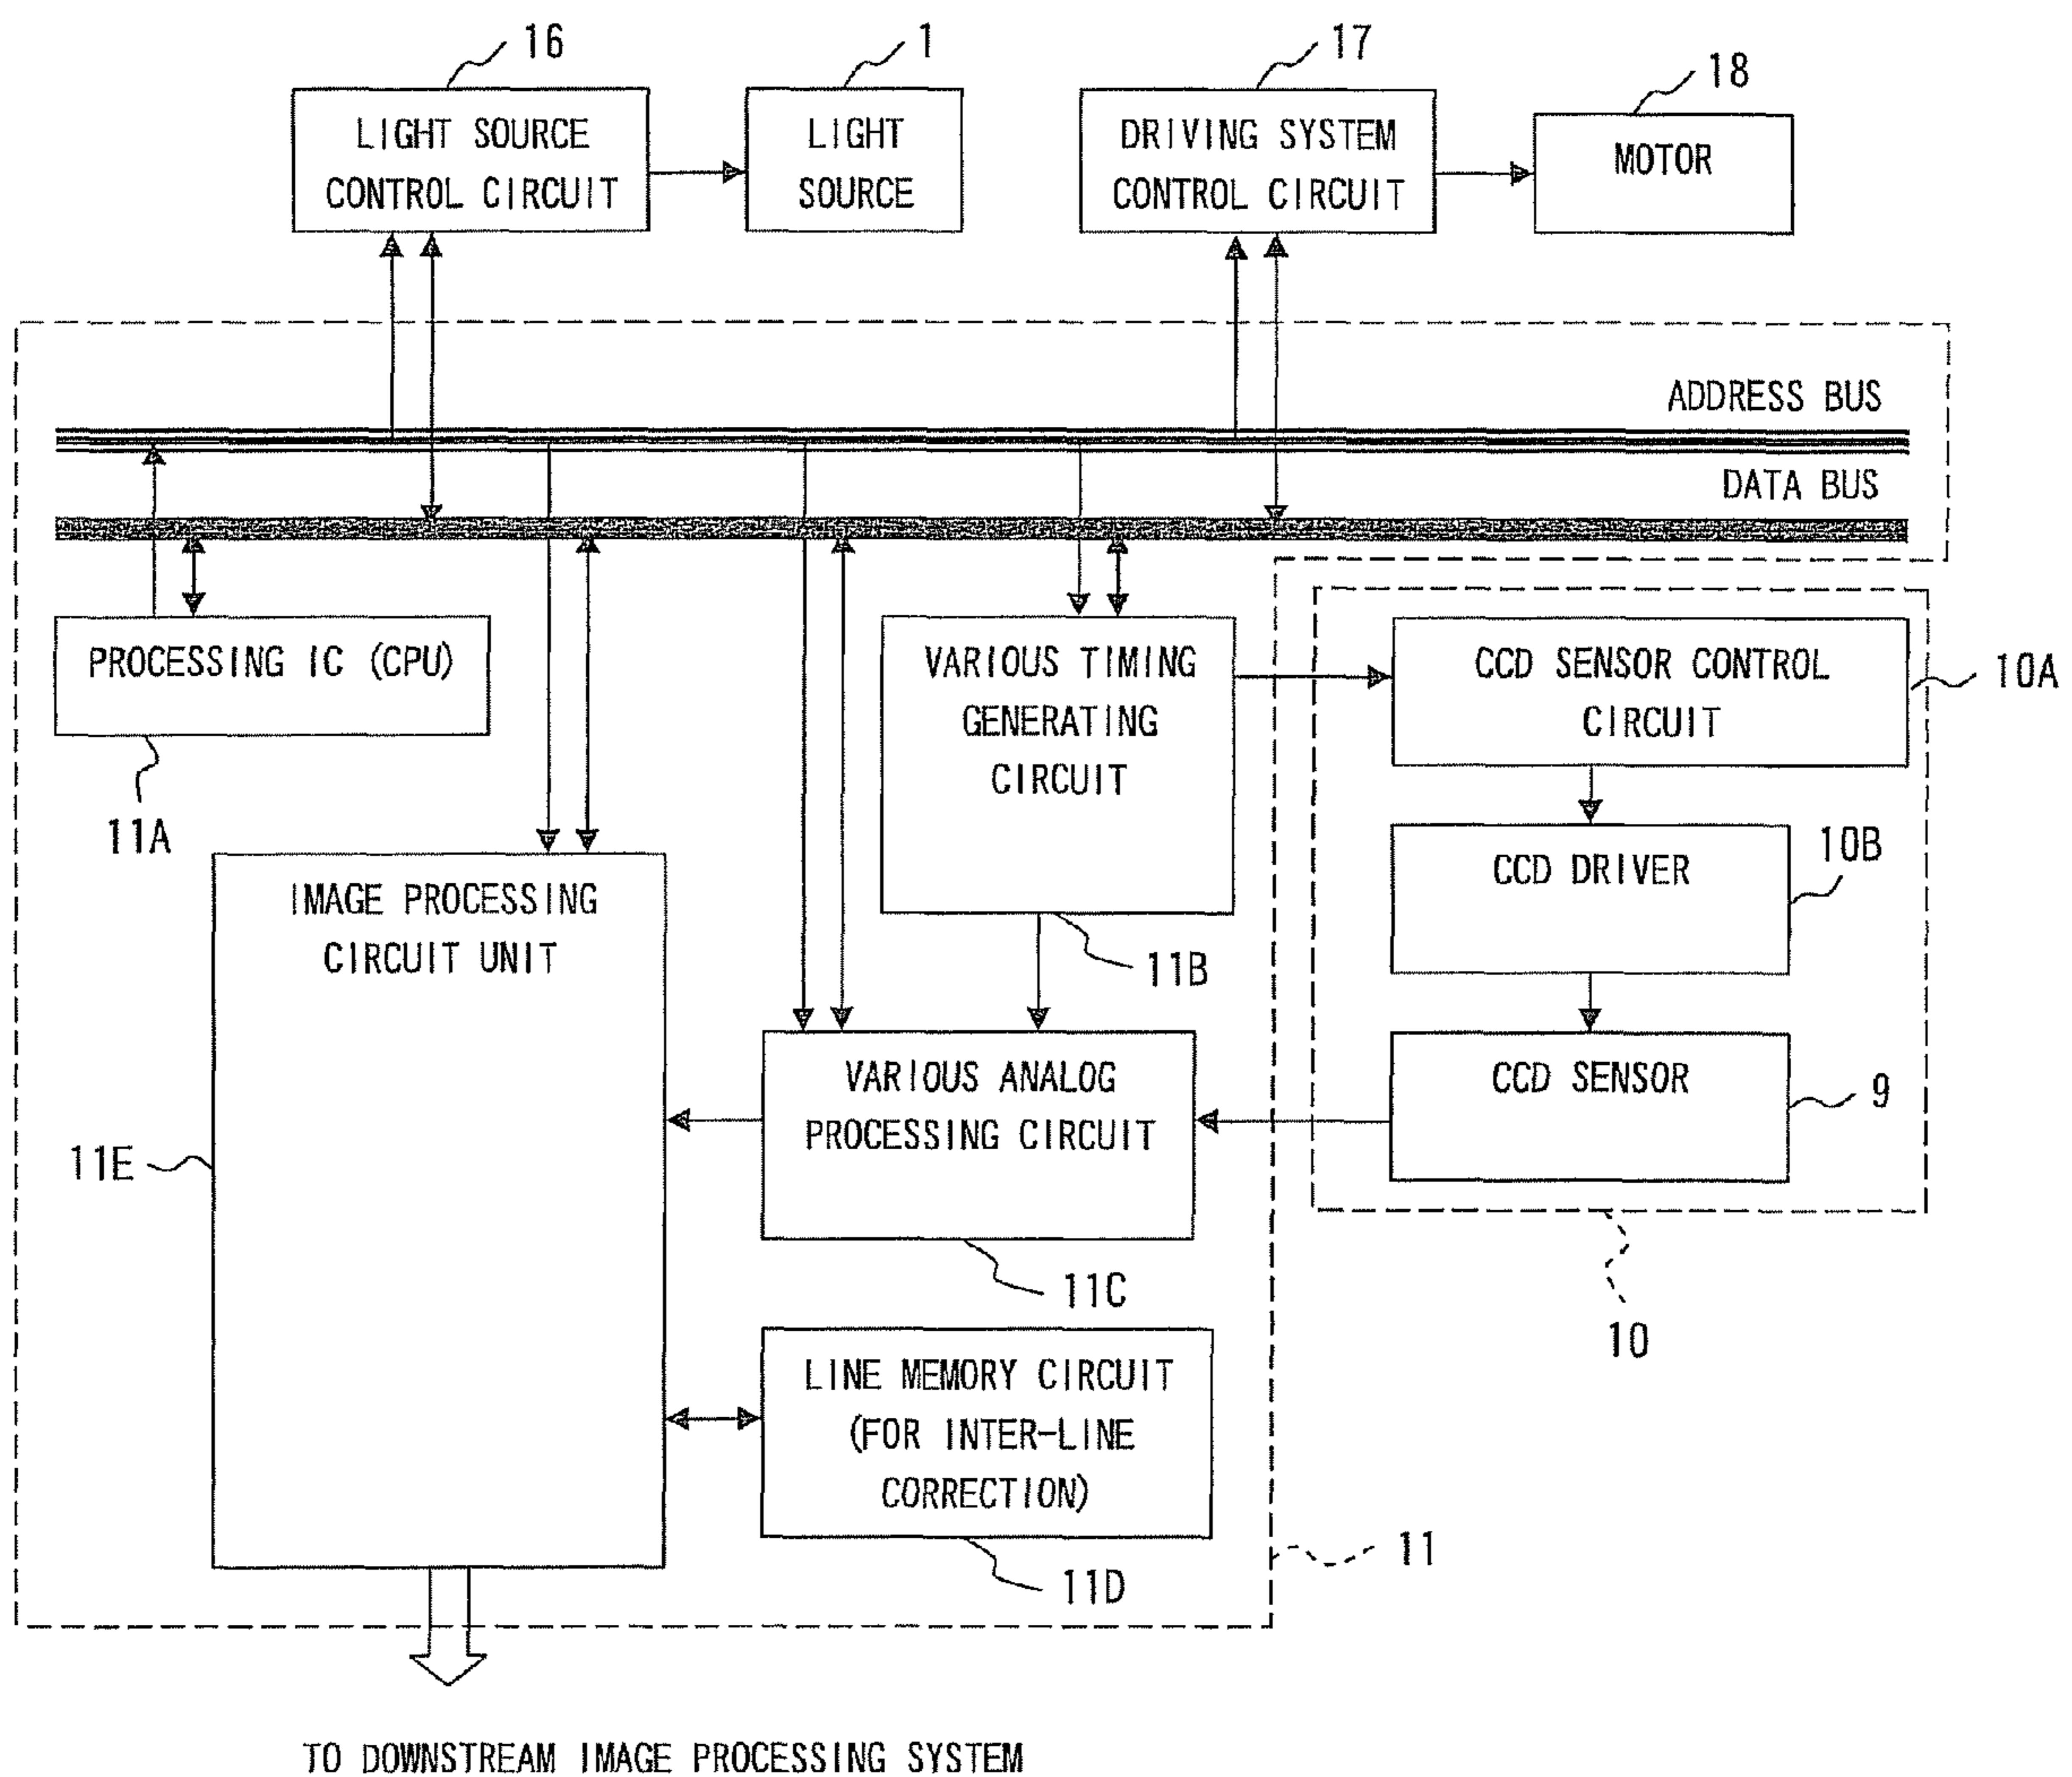 16
1
17
18
LIGHT SOURCE
CONTROL CIRCUIT
LIGHT
SOURCE
DRIVING SYSTEM
CONTROL CIRCUIT
MOTOR
ADDRESS BUS
DATA BUS
PROCESSING IC (CPU)
11A
VARIOUS TIMING
GENERATING
CIRCUIT
11B
CCD SENSOR CONTROL
CIRCUIT
10A
CCD DRIVER
10B
CCD SENSOR
9
10
IMAGE PROCESSING
CIRCUIT UNIT
11E
VARIOUS ANALOG
PROCESSING CIRCUIT
11C
LINE MEMORY CIRCUIT
(FOR INTER-LINE
CORRECTION)
11D
11
TO DOWNSTREAM IMAGE PROCESSING SYSTEM